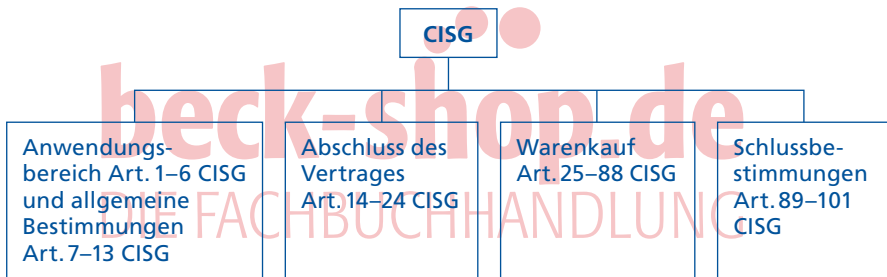 CISG
Anwendungs-
bereich Art. 1–6 CISG
und allgemeine
Bestimmungen
Art. 7–13 CISG
Abschluss des
Vertrages
Art. 14–24 CISG
Warenkauf
Art. 25–88 CISG
Schlussbe-
stimmungen
Art. 89–101
CISG
beck-shop.de
DIE FACHBUCHHANDLUNG